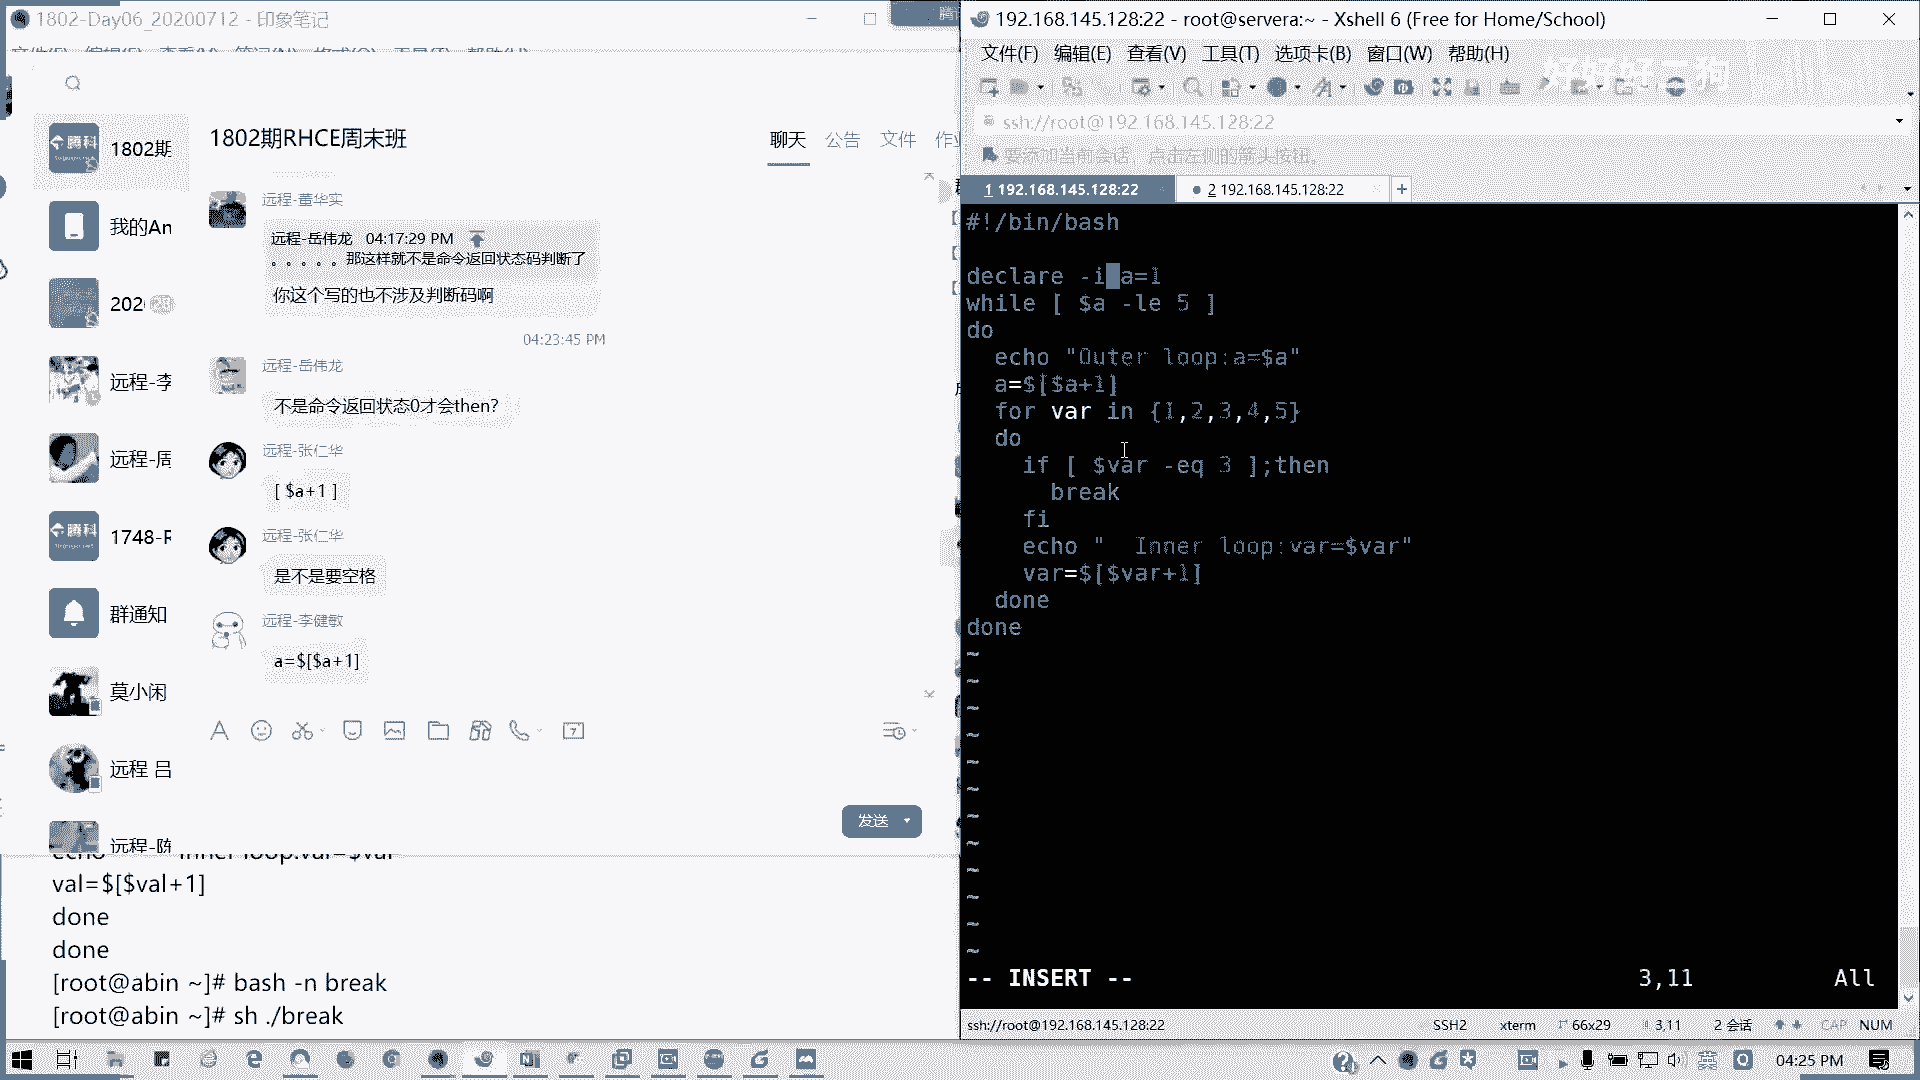 1802-Day06_20200712 - 印象笔记
1802期
我的An
202
远程-李
远程-周
1748-F
群通知
莫小闲
远程 吕
远程-陈
1802期RHCE周末班
聊天 公告 文件
远程-董华实
远程-岳伟龙 04:17:29 PM
。。。。。那这样就不是命令返回状态码判断了
你这个写的也不涉及判断码啊
04:23:45 PM
远程-岳伟龙
不是命令返回状态0才会then?
远程-张仁华
[ $a+1 ]
远程-张仁华
是不是要空格
远程-李健敏
a=$[$a+1]
发送
val=$[$val+1]
done
done
[root@abin ~]# bash -n break
[root@abin ~]# sh ./break
192.168.145.128:22 - root@servera:~ - Xshell 6 (Free for Home/School)
文件(F) 编辑(E) 查看(V) 工具(T) 选项卡(B) 窗口(W) 帮助(H)
ssh://root@192.168.145.128:22
要添加当前会话，点击左侧的箭头按钮。
1 192.168.145.128:22
2 192.168.145.128:22
#!/bin/bash
declare -i a=1
while [ $a -le 5 ]
do
echo "Outer loop:a=$a"
a=$[$a+1]
for var in {1,2,3,4,5}
do
if [ $var -eq 3 ];then
break
fi
echo "  Inner loop:var=$var"
var=$[$var+1]
done
done
~
~
~
~
~
~
~
~
~
~
~
~
-- INSERT -- 3,11 All
ssh://root@192.168.145.128:22 SSH2 xterm 66x29 3,11 2 会话 CAP NUM
英 04:25 PM